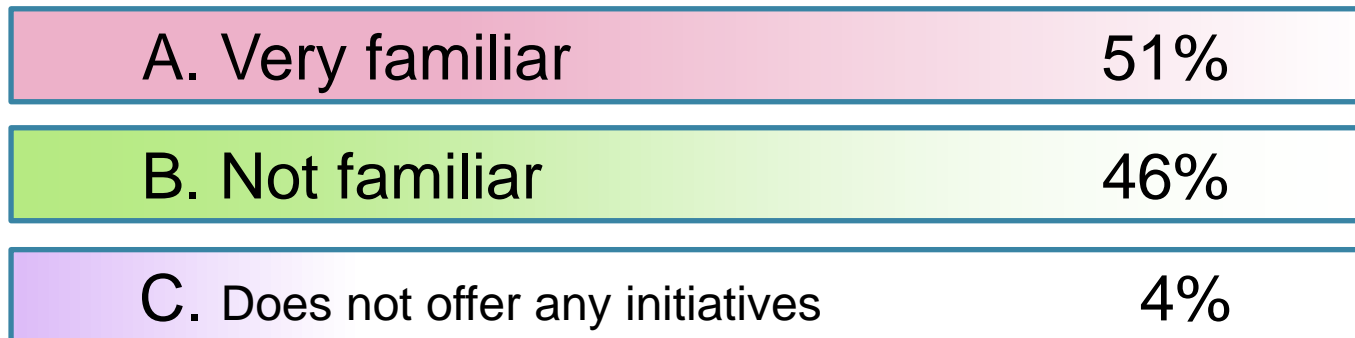 A. Very familiar 51%
B. Not familiar 46%
C. Does not offer any initiatives 4%